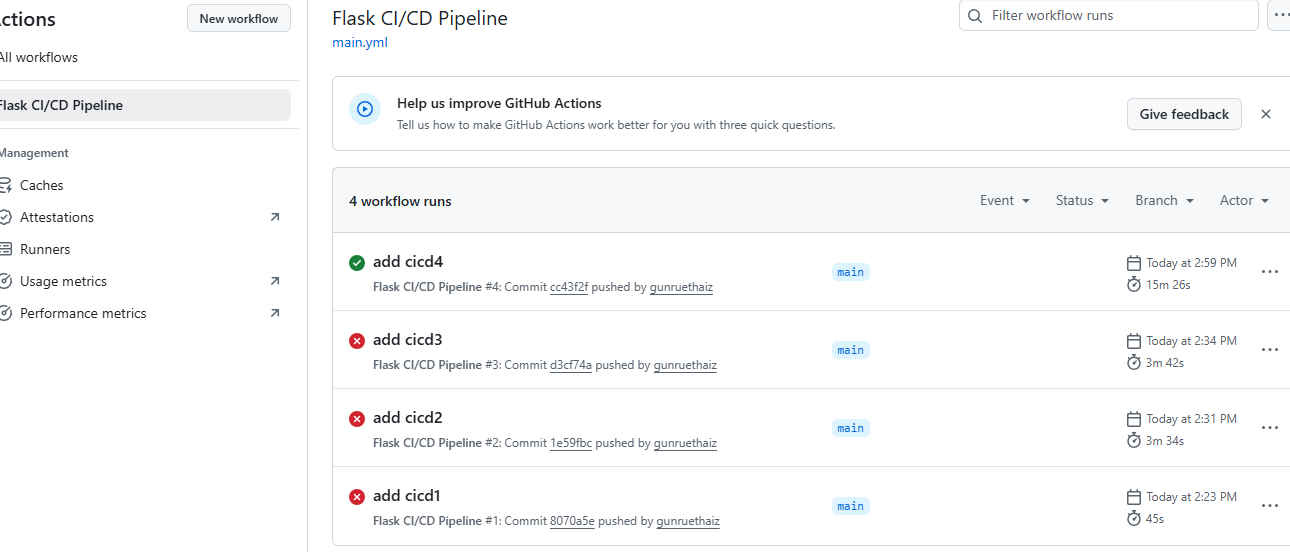 Actions
New workflow
All workflows
Flask CI/CD Pipeline
Management
Caches
Attestations
Runners
Usage metrics
Performance metrics
Flask CI/CD Pipeline
main.yml
Filter workflow runs
Help us improve GitHub Actions
Tell us how to make GitHub Actions work better for you with three quick questions.
Give feedback
4 workflow runs
Event Status Branch Actor
add cicd4
Flask CI/CD Pipeline #4: Commit cc43f2f pushed by gunruethaiz
main
Today at 2:59 PM
15m 26s
add cicd3
Flask CI/CD Pipeline #3: Commit d3cf74a pushed by gunruethaiz
main
Today at 2:34 PM
3m 42s
add cicd2
Flask CI/CD Pipeline #2: Commit 1e59fbc pushed by gunruethaiz
main
Today at 2:31 PM
3m 34s
add cicd1
Flask CI/CD Pipeline #1: Commit 8070a5e pushed by gunruethaiz
main
Today at 2:23 PM
45s